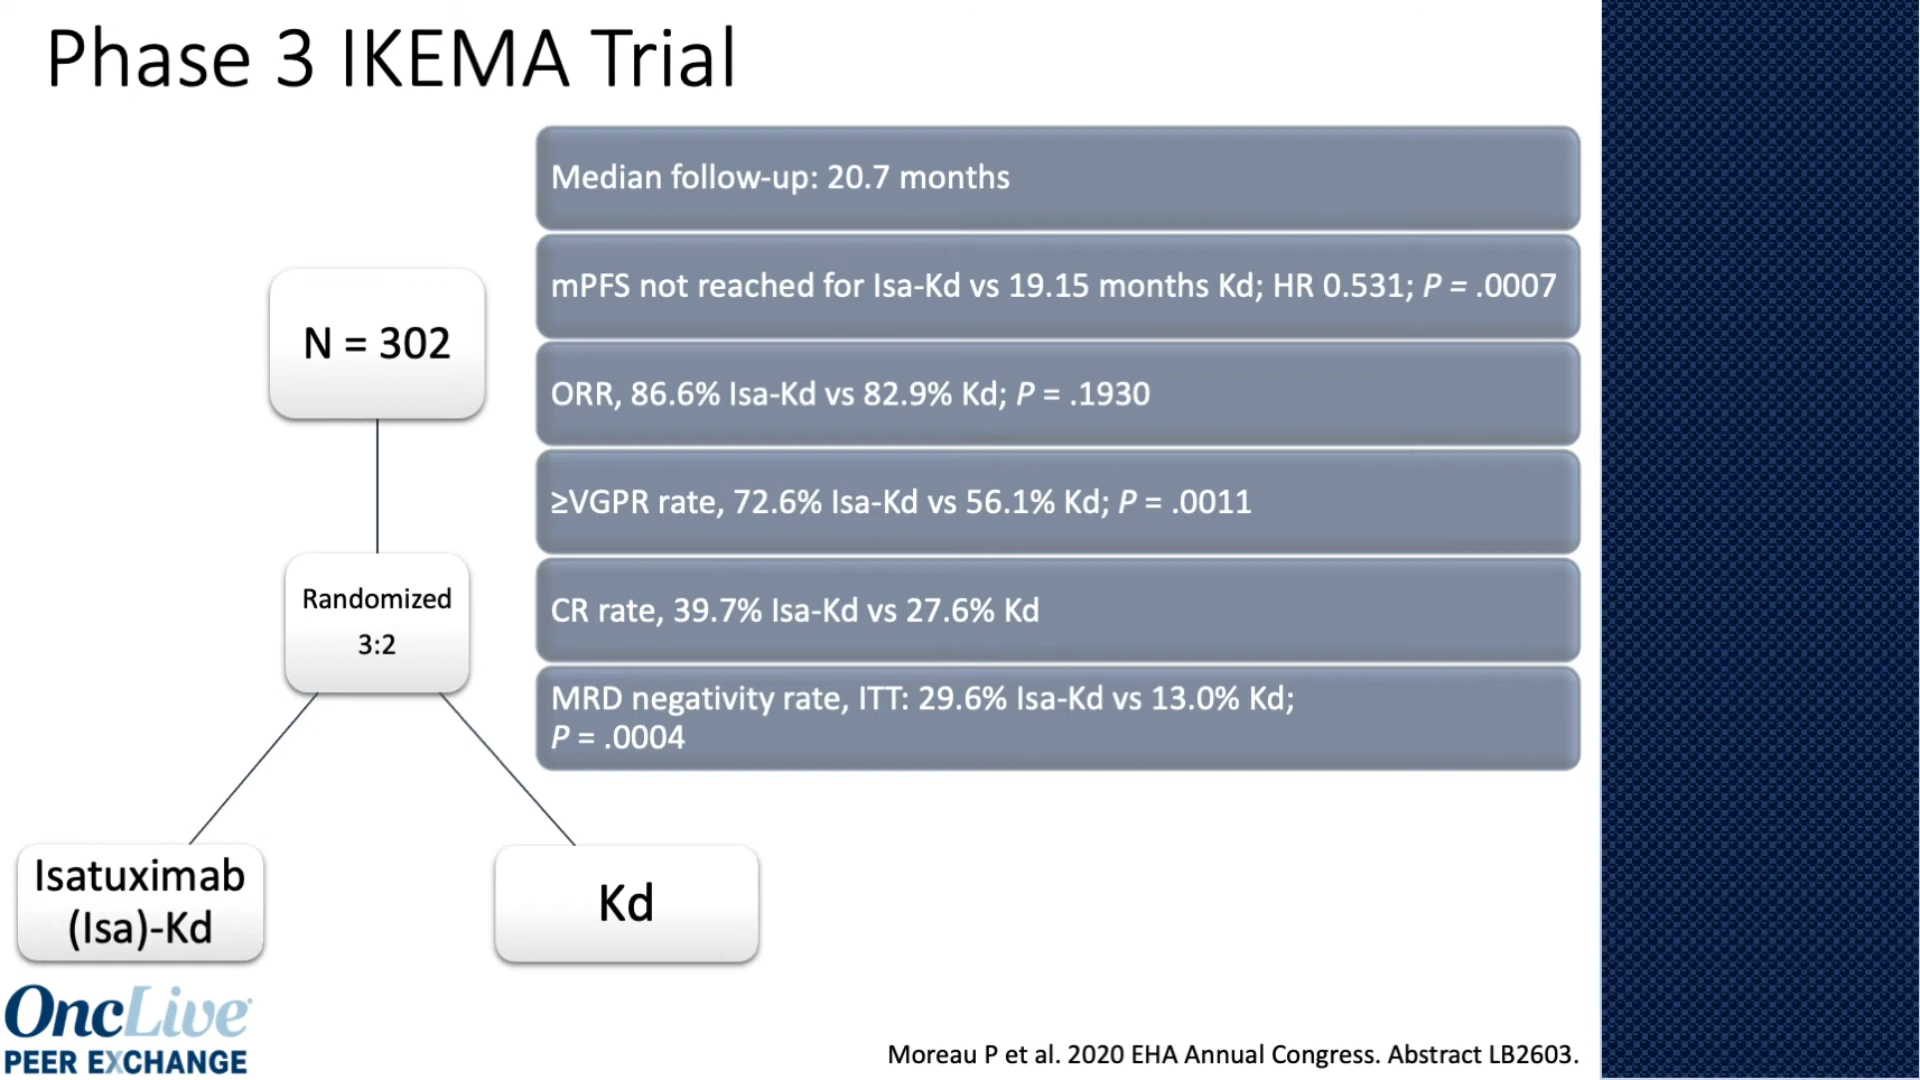 Phase 3 IKEMA Trial
Median follow-up: 20.7 months
mPFS not reached for Isa-Kd vs 19.15 months Kd; HR 0.531; P = .0007
ORR, 86.6% Isa-Kd vs 82.9% Kd; P = .1930
≥VGPR rate, 72.6% Isa-Kd vs 56.1% Kd; P = .0011
CR rate, 39.7% Isa-Kd vs 27.6% Kd
MRD negativity rate, ITT: 29.6% Isa-Kd vs 13.0% Kd;
P = .0004
N = 302
Randomized
3:2
Isatuximab
(Isa)-Kd
Kd
OncLive
PEER EXCHANGE
Moreau P et al. 2020 EHA Annual Congress. Abstract LB2603.